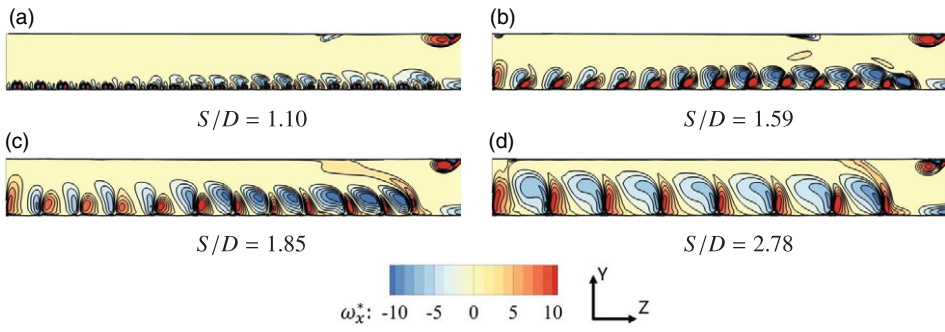 (a) (b)
S/D = 1.10 S/D = 1.59
(c) (d)
S/D = 1.85 S/D = 2.78
ω*x: -10 -5 0 5 10
Y
Z